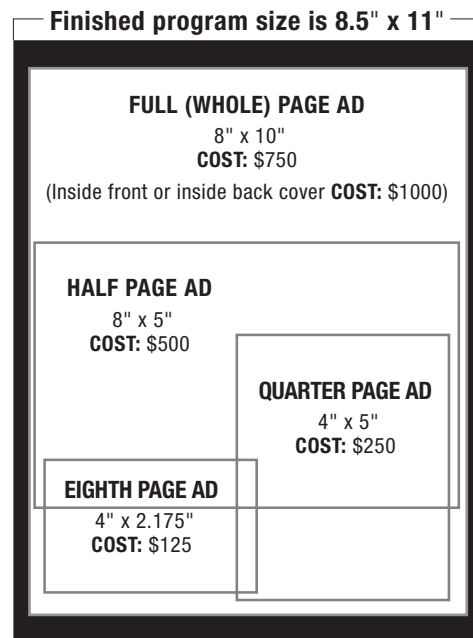 Finished program size is 8.5" x 11"
FULL (WHOLE) PAGE AD
8" x 10"
COST: $750
(Inside front or inside back cover COST: $1000)
HALF PAGE AD
8" x 5"
COST: $500
QUARTER PAGE AD
4" x 5"
COST: $250
EIGHTH PAGE AD
4" x 2.175"
COST: $125